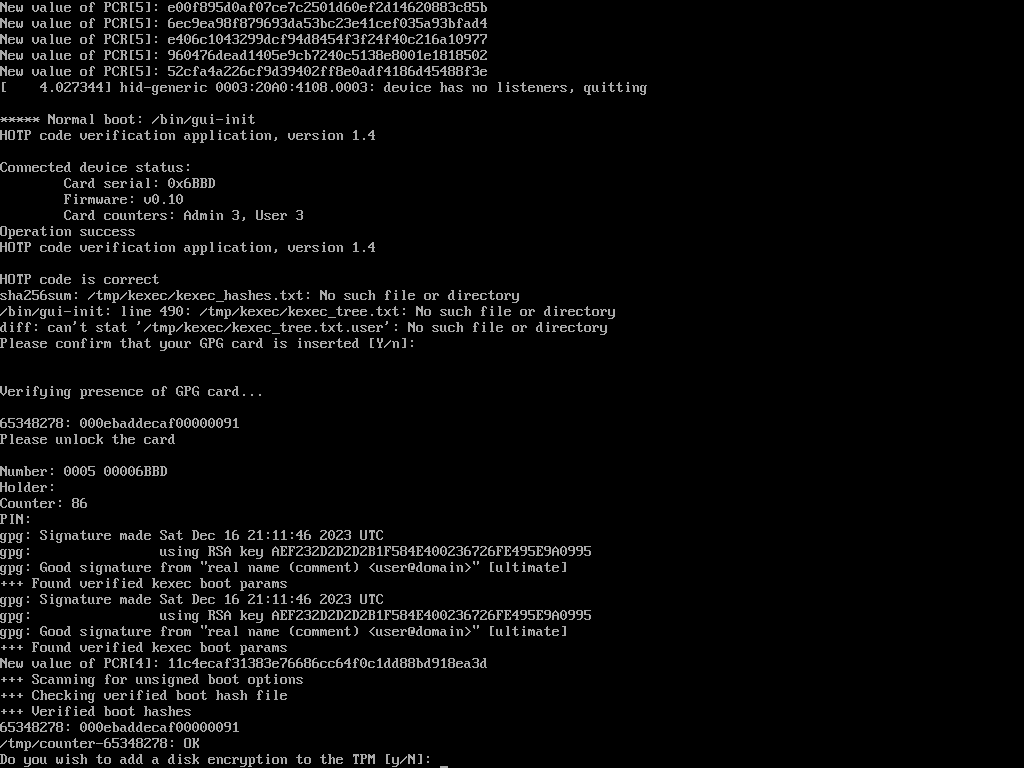 New value of PCR[5]: e00f895d0af07ce7c2501d60ef2d14620883c85b
New value of PCR[5]: 6ec9ea98f879693da53bc23e41cef035a93bfad4
New value of PCR[5]: e406c1043299dcf94d8454f3f24f40c216a10977
New value of PCR[5]: 960476dead1405e9cb7240c5138e8001e1818502
New value of PCR[5]: 52cfa4a226cf9d39402ff8e0adf4186d45488f3e
[    4.027344] hid-generic 0003:20A0:4108.0003: device has no listeners, quitting
***** Normal boot: /bin/gui-init
HOTP code verification application, version 1.4
Connected device status:
Card serial: 0x6BBD
Firmware: v0.10
Card counters: Admin 3, User 3
Operation success
HOTP code verification application, version 1.4
HOTP code is correct
sha256sum: /tmp/kexec/kexec_hashes.txt: No such file or directory
/bin/gui-init: line 490: /tmp/kexec/kexec_tree.txt: No such file or directory
diff: can't stat '/tmp/kexec/kexec_tree.txt.user': No such file or directory
Please confirm that your GPG card is inserted [Y/n]:
Verifying presence of GPG card...
65348278: 000ebaddecaf00000091
Please unlock the card
Number: 0005 00006BBD
Holder:
Counter: 86
PIN:
gpg: Signature made Sat Dec 16 21:11:46 2023 UTC
gpg:                using RSA key AEF232D2D2D2B1F584E400236726FE495E9A0995
gpg: Good signature from "real name (comment) <user@domain>" [ultimate]
+++ Found verified kexec boot params
gpg: Signature made Sat Dec 16 21:11:46 2023 UTC
gpg:                using RSA key AEF232D2D2D2B1F584E400236726FE495E9A0995
gpg: Good signature from "real name (comment) <user@domain>" [ultimate]
+++ Found verified kexec boot params
New value of PCR[4]: 11c4ecaf31383e76686cc64f0c1dd88bd918ea3d
+++ Scanning for unsigned boot options
+++ Checking verified boot hash file
+++ Verified boot hashes
65348278: 000ebaddecaf00000091
/tmp/counter-65348278: OK
Do you wish to add a disk encryption to the TPM [y/N]: _